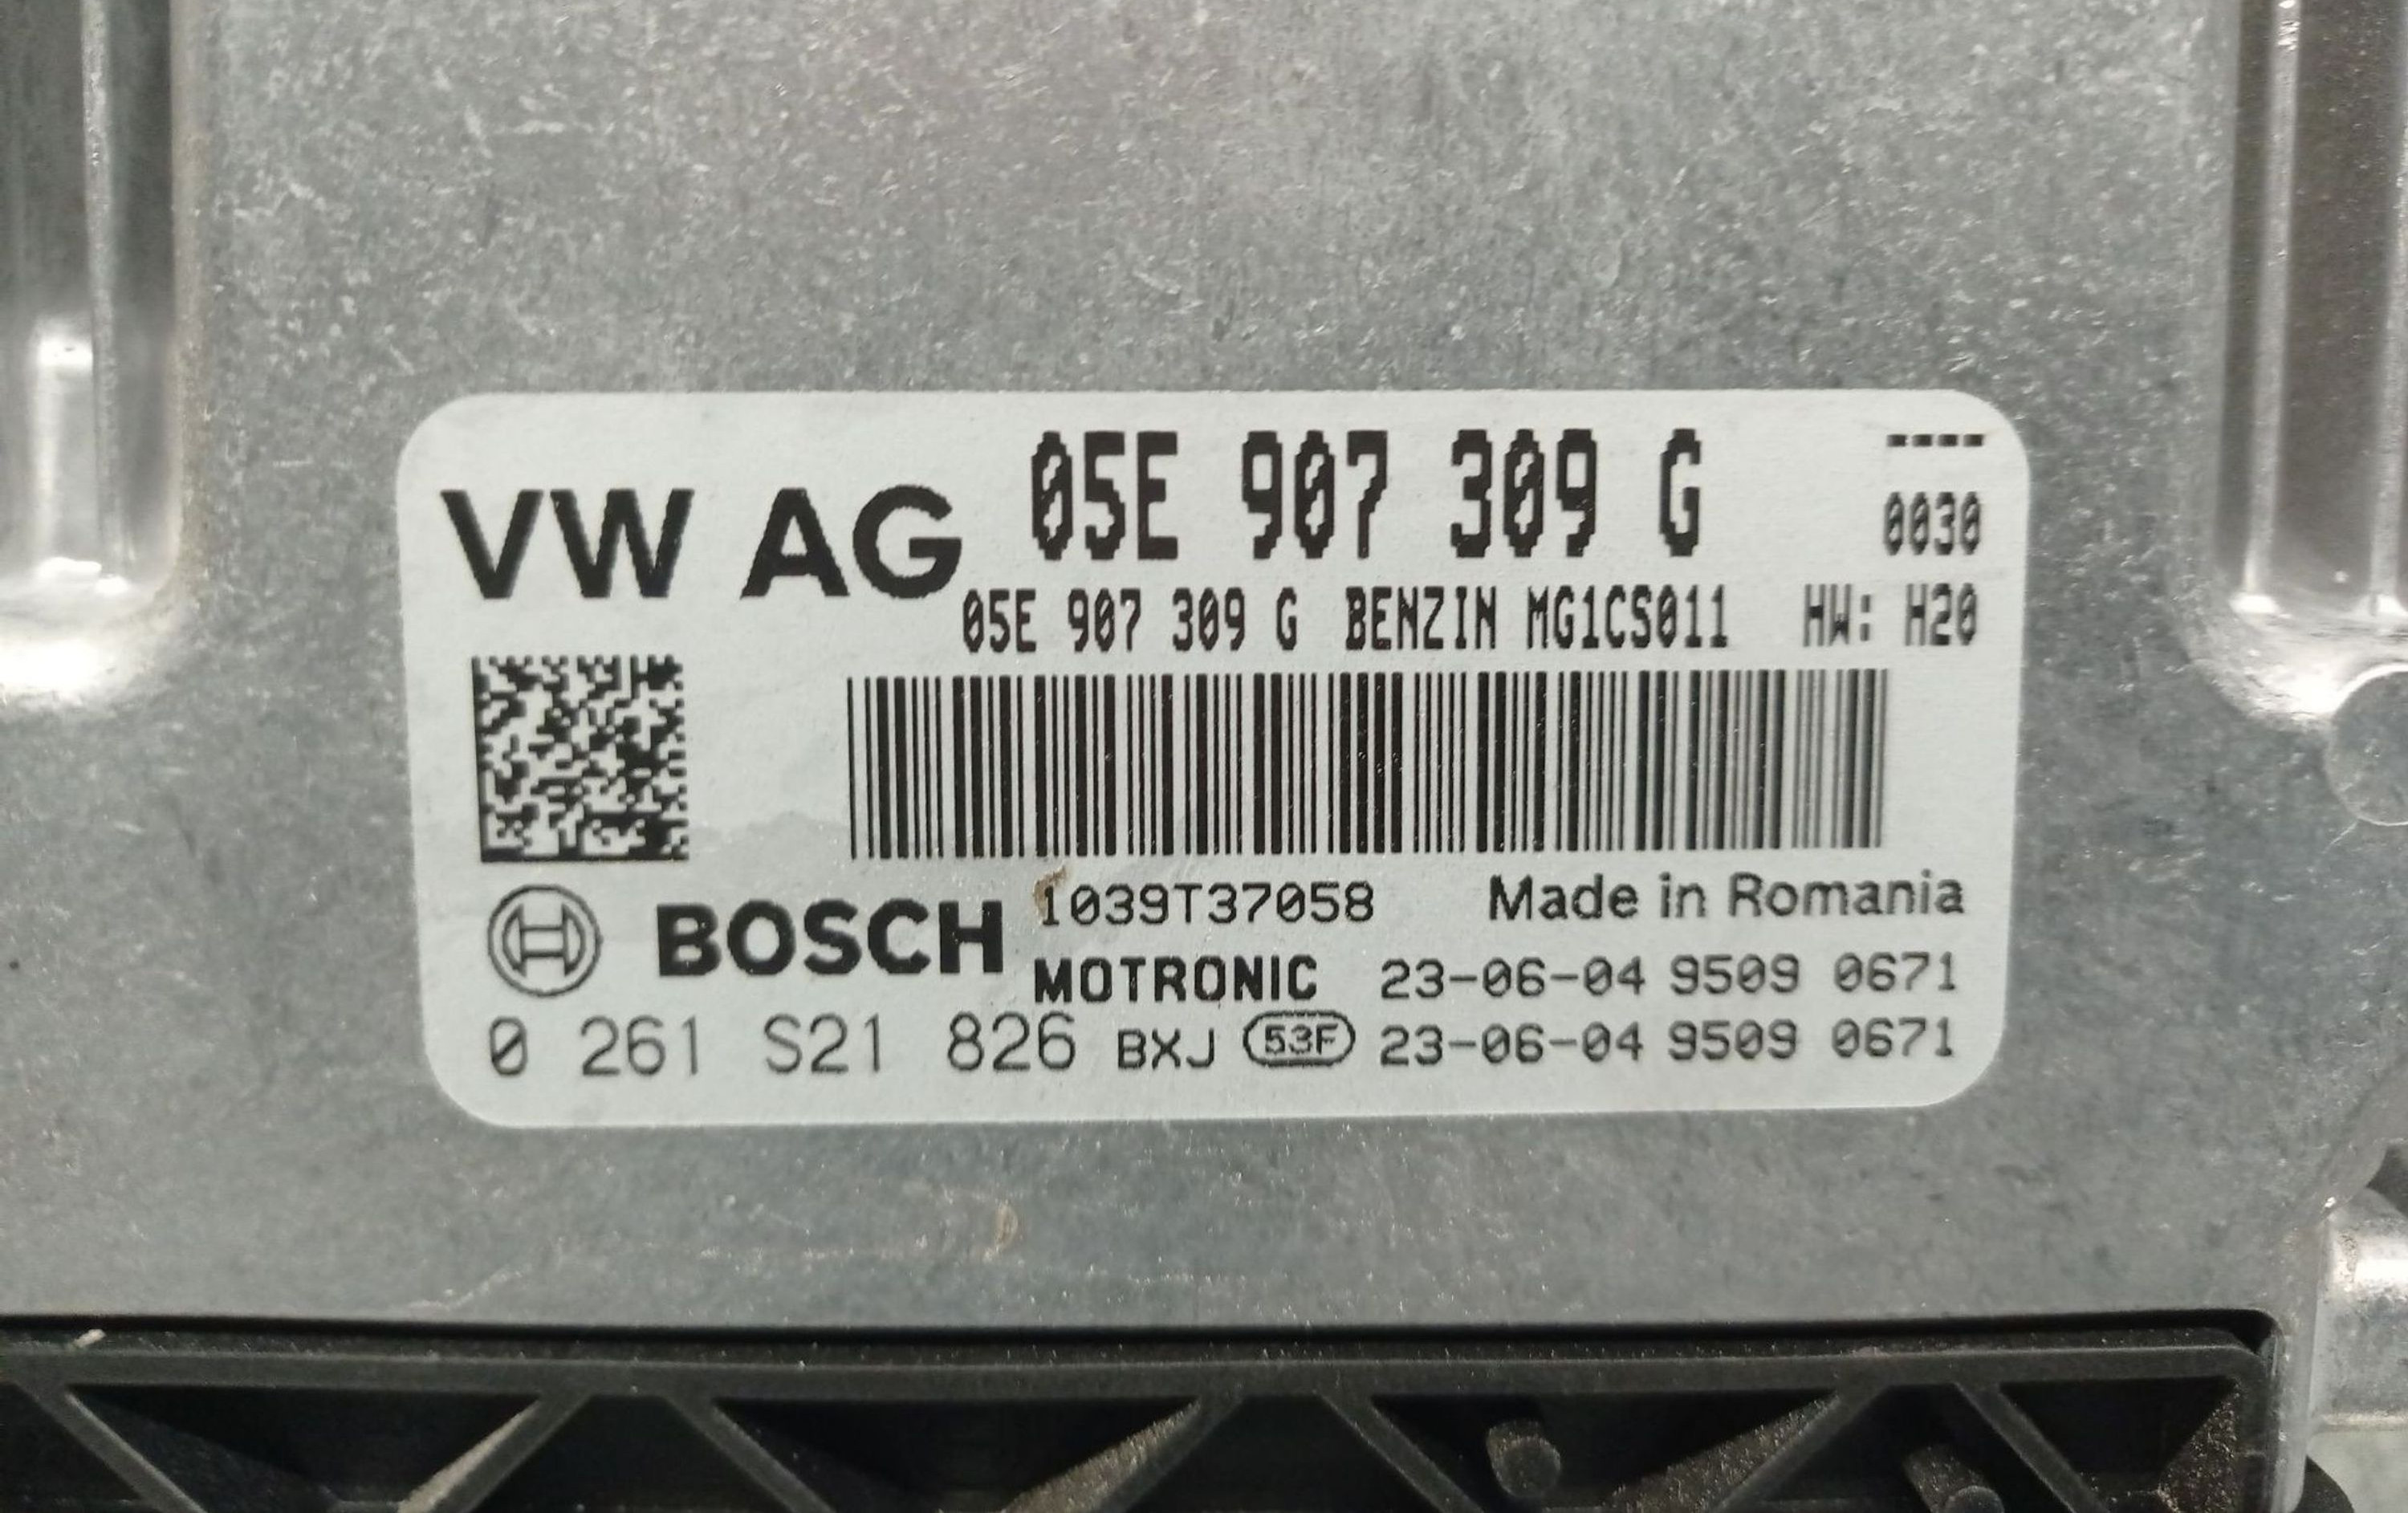 VW AG 05E 907 309 G ----
0030
05E 907 309 G BENZIN MG1CS011 HW: H20
BOSCH 1039T37058 Made in Romania
MOTRONIC 23-06-04 9509 0671
0 261 S21 826 BXJ 53F 23-06-04 9509 0671